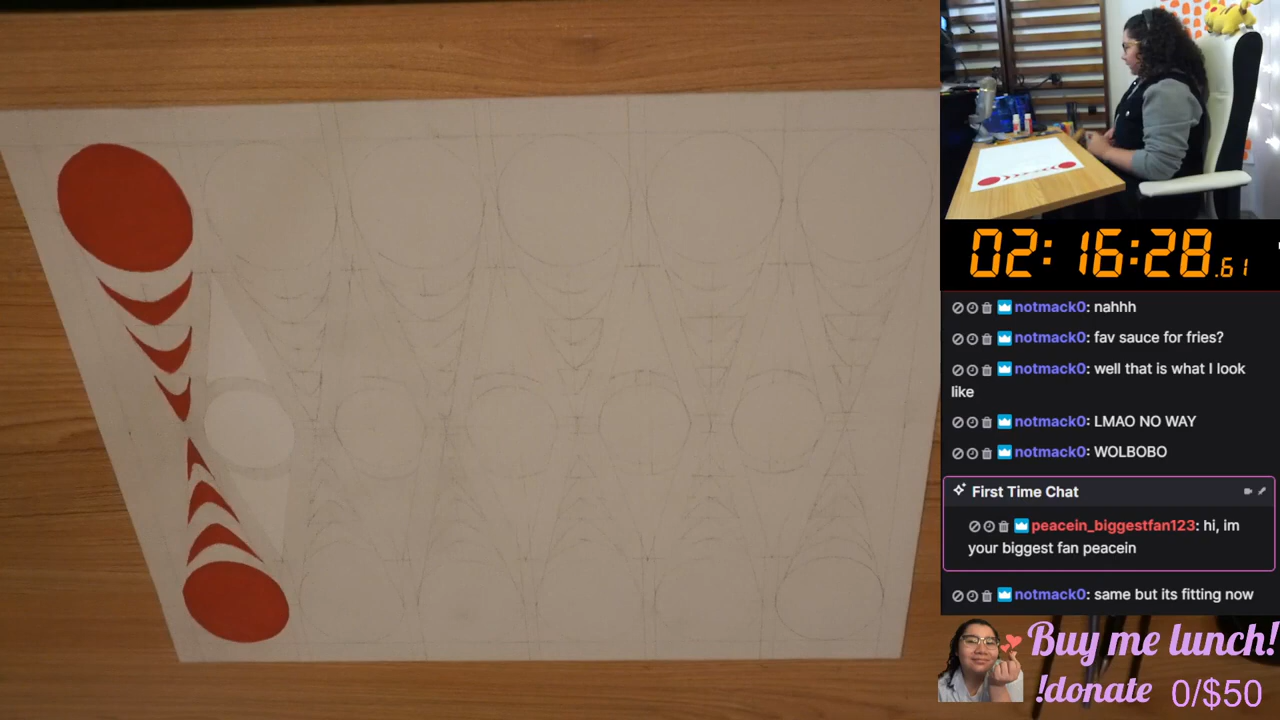 02:16:28.61
notmack0: nahhh
notmack0: fav sauce for fries?
notmack0: well that is what I look
like
notmack0: LMAO NO WAY
notmack0: WOLBOBO
First Time Chat
peacein_biggestfan123: hi, im
your biggest fan peacein
notmack0: same but its fitting now
Buy me lunch!
!donate 0/$50